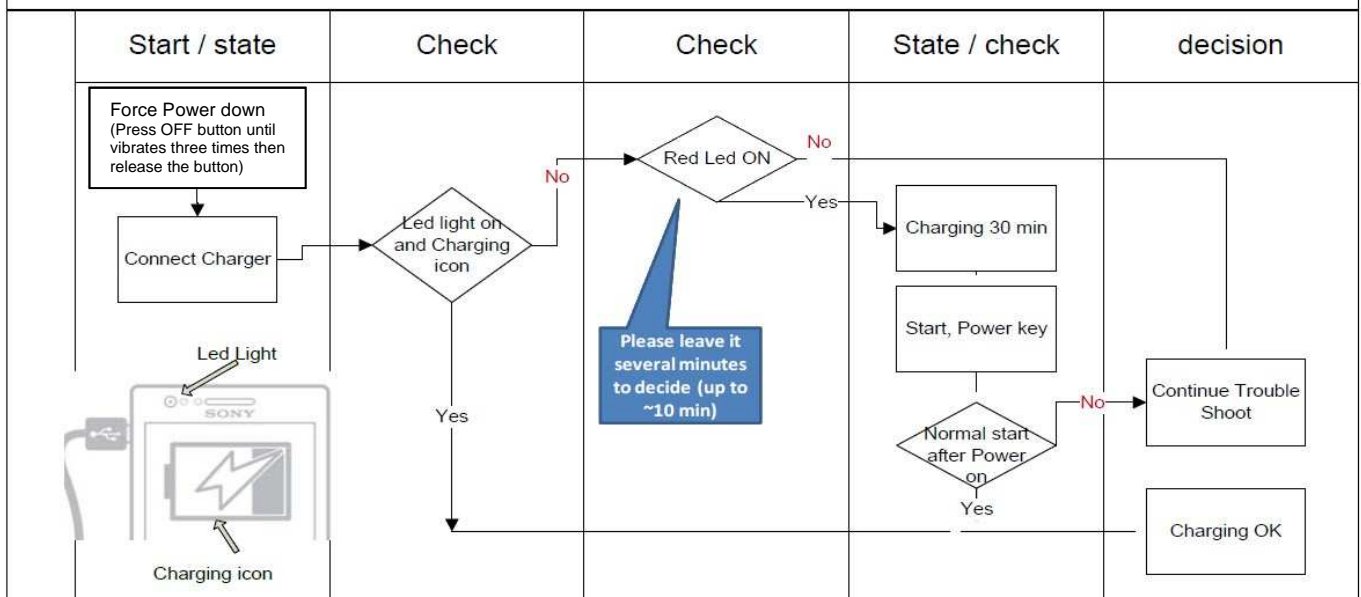 Start / state
Check
Check
State / check
decision
Force Power down
(Press OFF button until
vibrates three times then
release the button)
Connect Charger
Led light on
and Charging
icon
No
Yes
Red Led ON
No
Yes
Please leave it
several minutes
to decide (up to
~10 min)
Charging 30 min
Start, Power key
Normal start
after Power
on
No
Yes
Continue Trouble
Shoot
Charging OK
Led Light
SONY
Charging icon